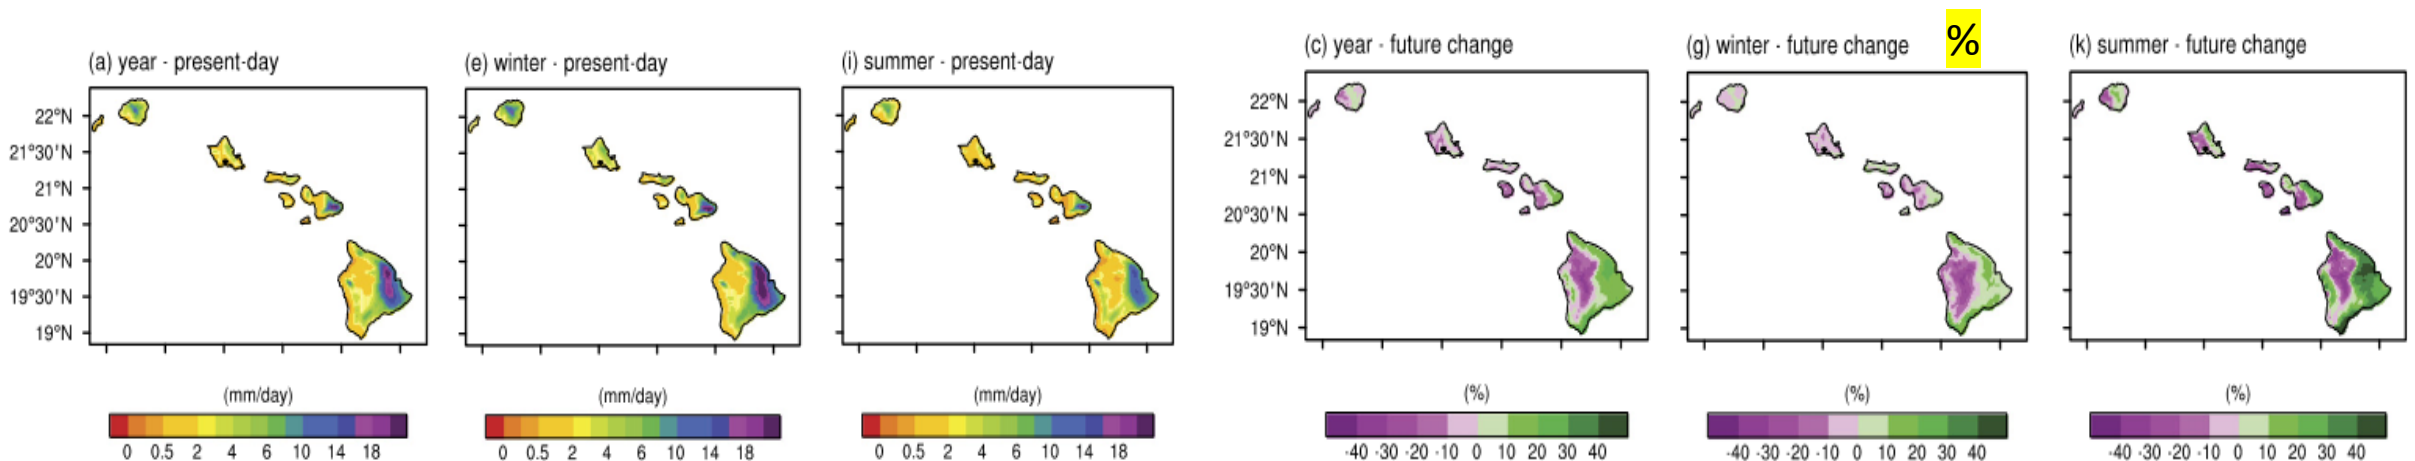 (a) year - present-day
(e) winter - present-day
(i) summer - present-day
(c) year - future change
(g) winter - future change
%
(k) summer - future change
22°N
21°30'N
21°N
20°30'N
20°N
19°30'N
19°N
22°N
21°30'N
21°N
20°30'N
20°N
19°30'N
19°N
(mm/day)
0 0.5 2 4 6 10 14 18
(mm/day)
0 0.5 2 4 6 10 14 18
(mm/day)
0 0.5 2 4 6 10 14 18
(%)
-40 -30 -20 -10 0 10 20 30 40
(%)
-40 -30 -20 -10 0 10 20 30 40
(%)
-40 -30 -20 -10 0 10 20 30 40